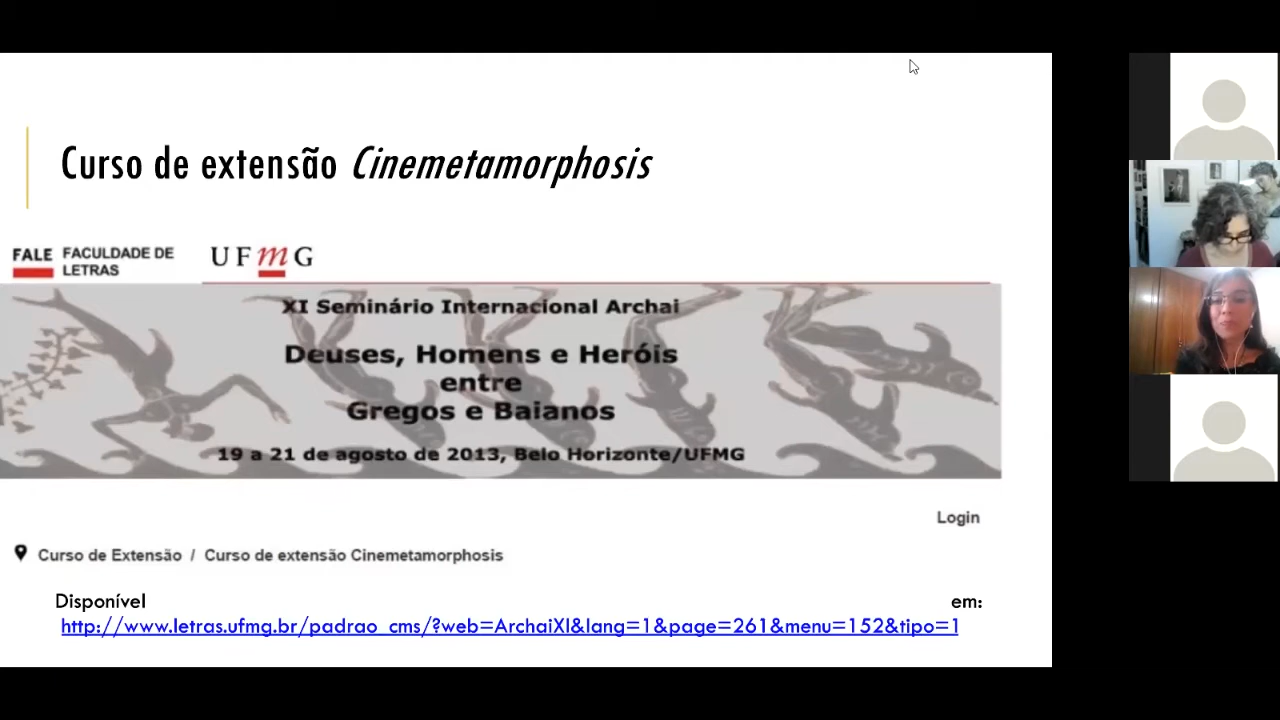 Curso de extensão Cinemetamorphosis
FALE FACULDADE DE LETRAS
UFmG
XI Seminário Internacional Archai
Deuses, Homens e Heróis
entre
Gregos e Baianos
19 a 21 de agosto de 2013, Belo Horizonte/UFMG
Login
Curso de Extensão / Curso de extensão Cinemetamorphosis
Disponível em:
http://www.letras.ufmg.br/padrao_cms/?web=ArchaiXI&lang=1&page=261&menu=152&tipo=1